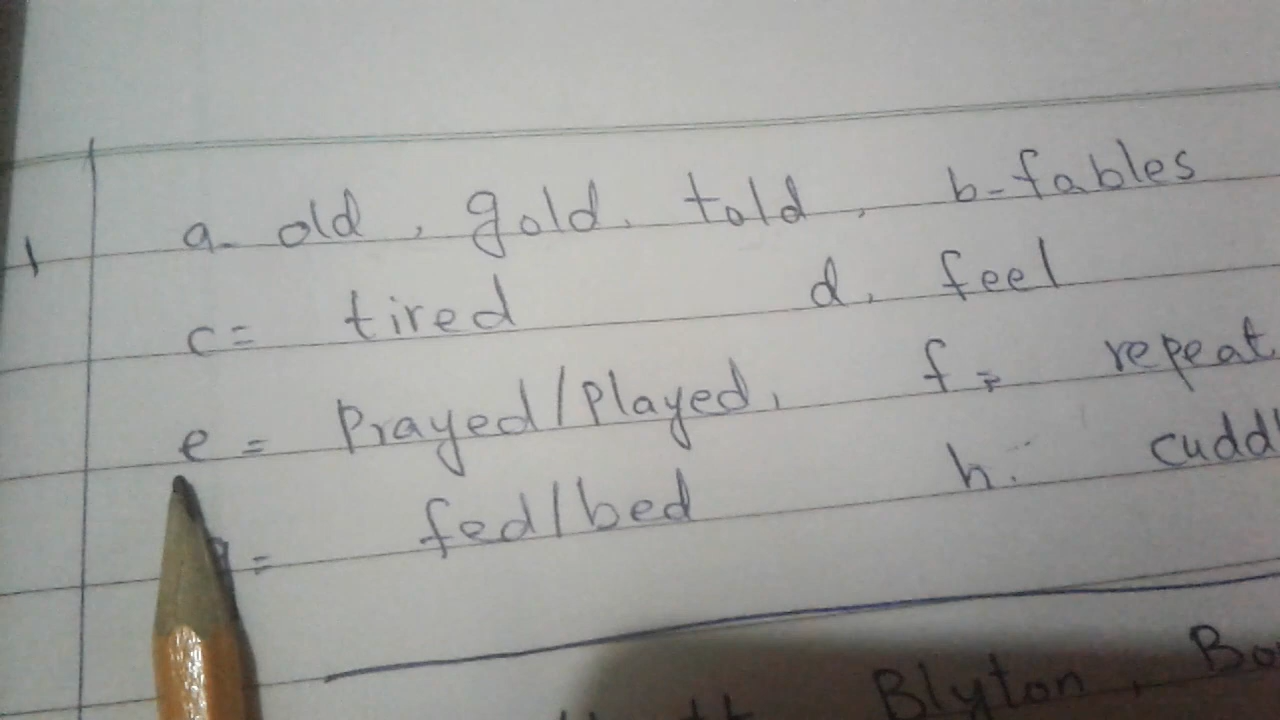 1 a- old, gold, told, b-fables
c= tired d. feel
e= Prayed/Played, f= repeat
= fed/bed h. cudd
Blyton, Bo